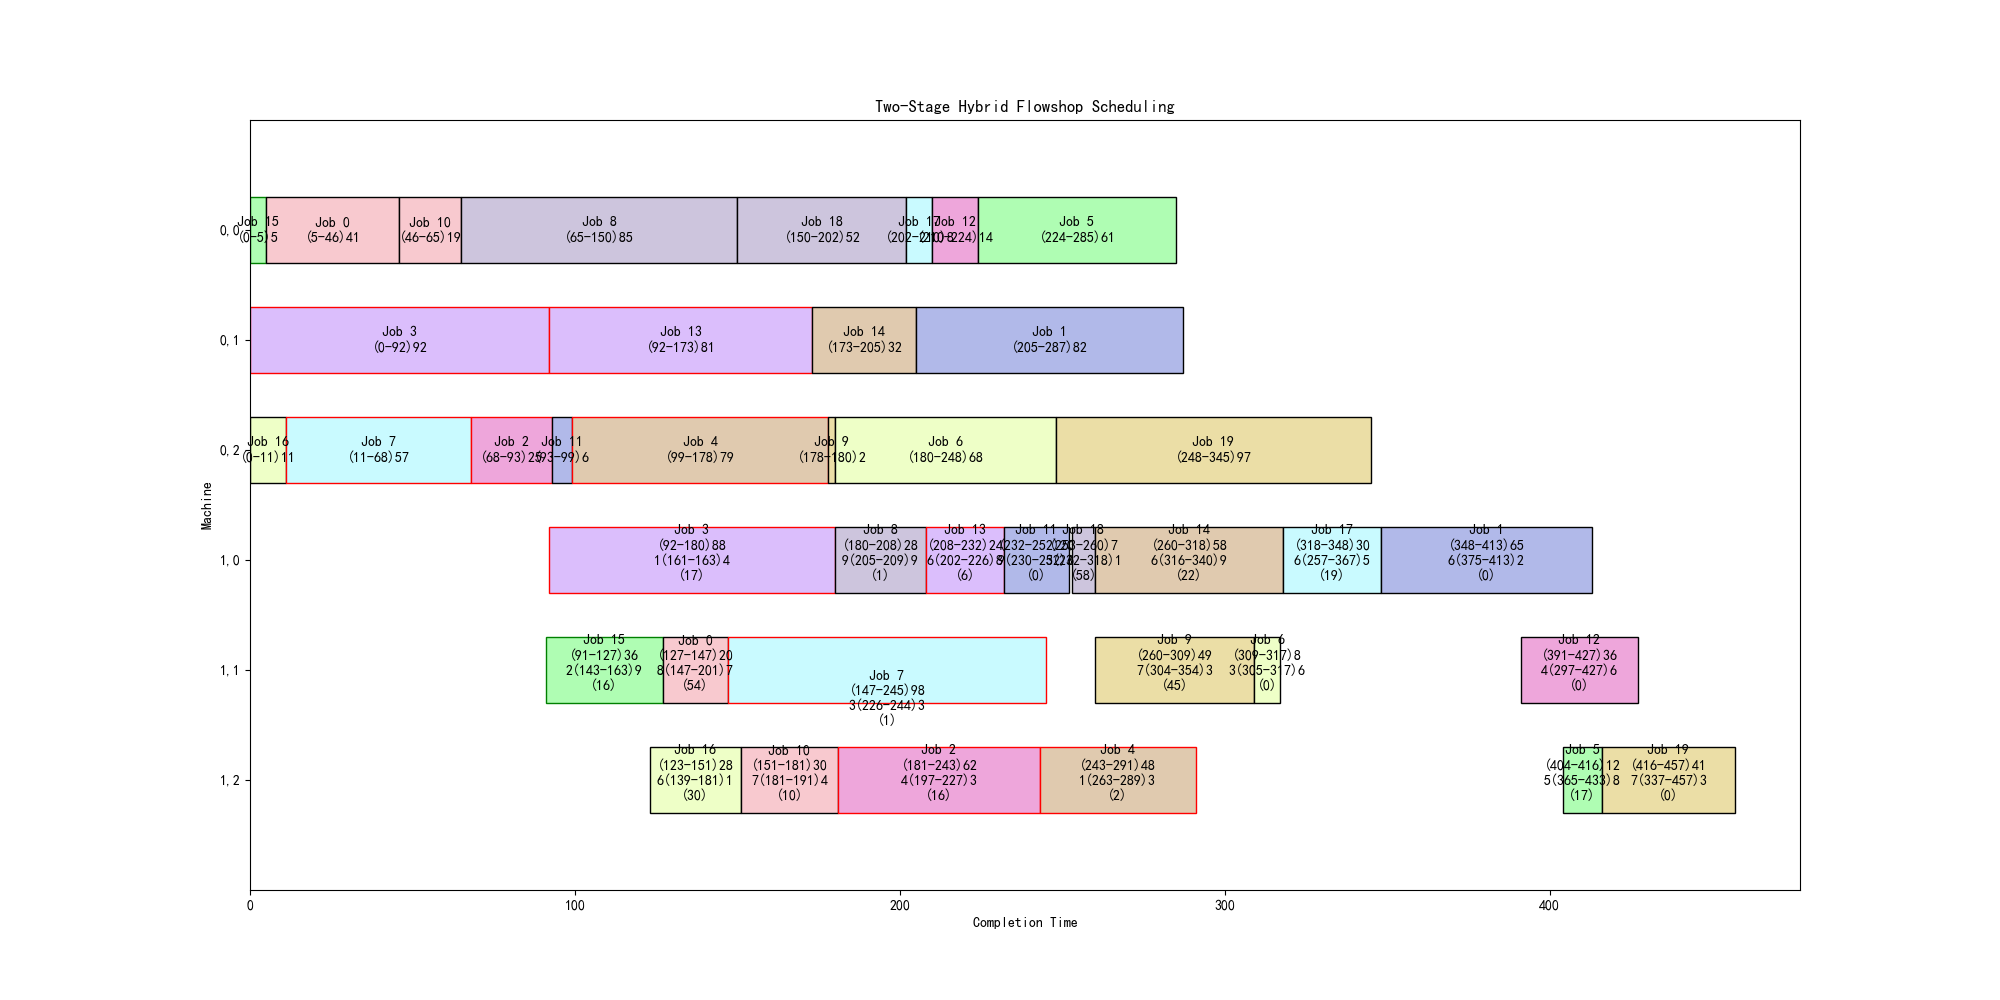 Two-Stage Hybrid Flowshop Scheduling
0,0
Job 15
(0-5)5
Job 0
(5-46)41
Job 10
(46-65)19
Job 8
(65-150)85
Job 18
(150-202)52
Job 17
Job 12
(210-224)14
Job 5
(224-285)61
0,1
Job 3
(0-92)92
Job 13
(92-173)81
Job 14
(173-205)32
Job 1
(205-287)82
0,2
Job 16
(0-11)11
Job 7
(11-68)57
Job 2
(68-93)25
Job 11
(93-99)6
Job 4
(99-178)79
Job 9
(178-180)2
Job 6
(180-248)68
Job 19
(248-345)97
Machine
1,0
Job 3
(92-180)88
1(161-163)4
(17)
Job 8
(180-208)28
9(205-209)9
(1)
Job 13
(208-232)24
6(202-226)8
(6)
Job 11
(232-252)20
(0)
Job 18
(253-260)7
(58)
Job 14
(260-318)58
6(316-340)9
(22)
Job 17
(318-348)30
6(257-367)5
(19)
Job 1
(348-413)65
6(375-413)2
(0)
1,1
Job 15
(91-127)36
2(143-163)9
(16)
Job 0
(127-147)20
8(147-201)7
(54)
Job 7
(147-245)98
3(226-244)3
(1)
Job 9
(260-309)49
7(304-354)3
(45)
Job 6
(309-317)8
3(305-317)6
(0)
Job 12
(391-427)36
4(297-427)6
(0)
1,2
Job 16
(123-151)28
6(139-181)1
(30)
Job 10
(151-181)30
7(181-191)4
(10)
Job 2
(181-243)62
4(197-227)3
(16)
Job 4
(243-291)48
1(263-289)3
(2)
Job 5
(404-416)12
5(365-433)8
(17)
Job 19
(416-457)41
7(337-457)3
(0)
0
100
200
300
400
Completion Time